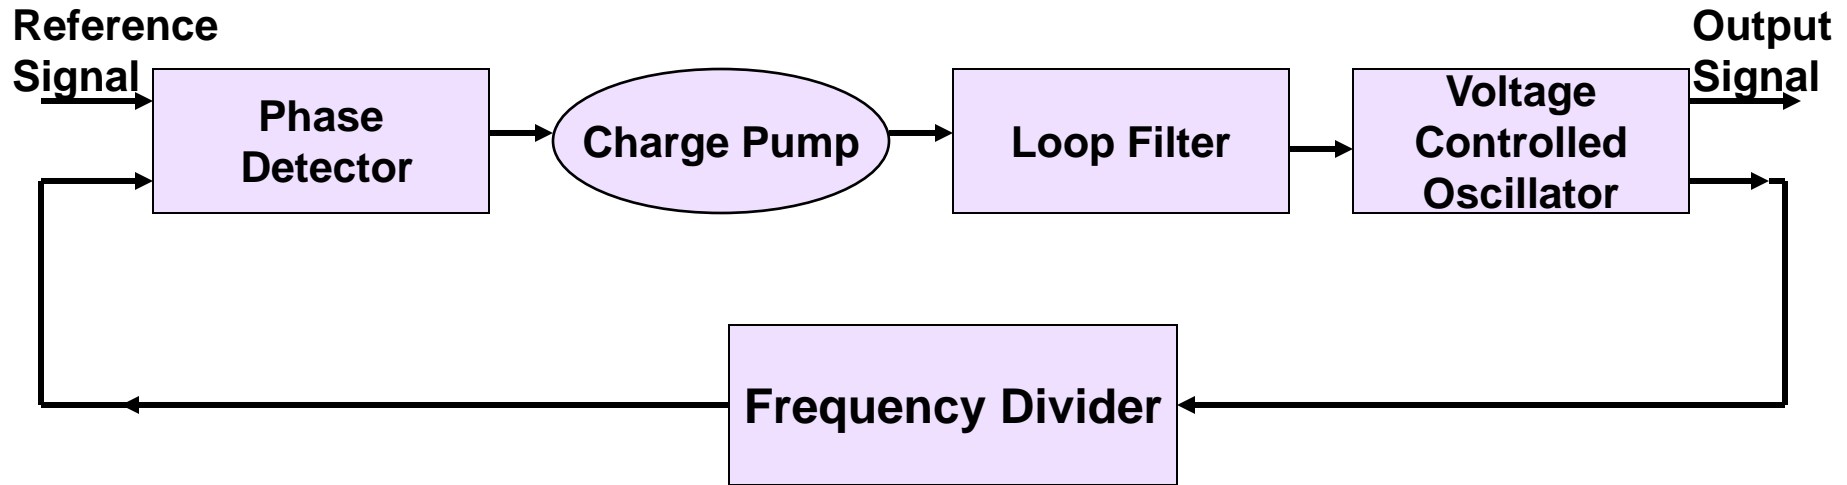 Reference
Signal
Phase
Detector
Charge Pump
Loop Filter
Voltage
Controlled
Oscillator
Output
Signal
Frequency Divider